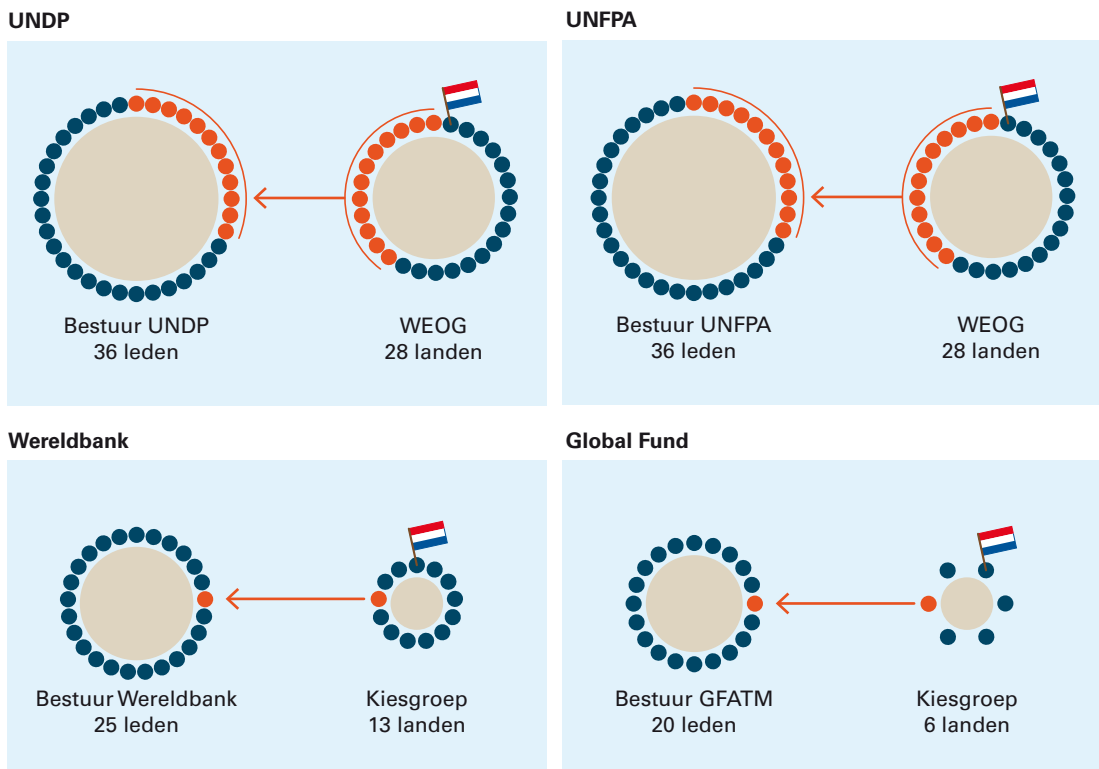 UNDP
Bestuur UNDP
36 leden
WEOG
28 landen
UNFPA
Bestuur UNFPA
36 leden
WEOG
28 landen
Wereldbank
Bestuur Wereldbank
25 leden
Kiesgroep
13 landen
Global Fund
Bestuur GFATM
20 leden
Kiesgroep
6 landen